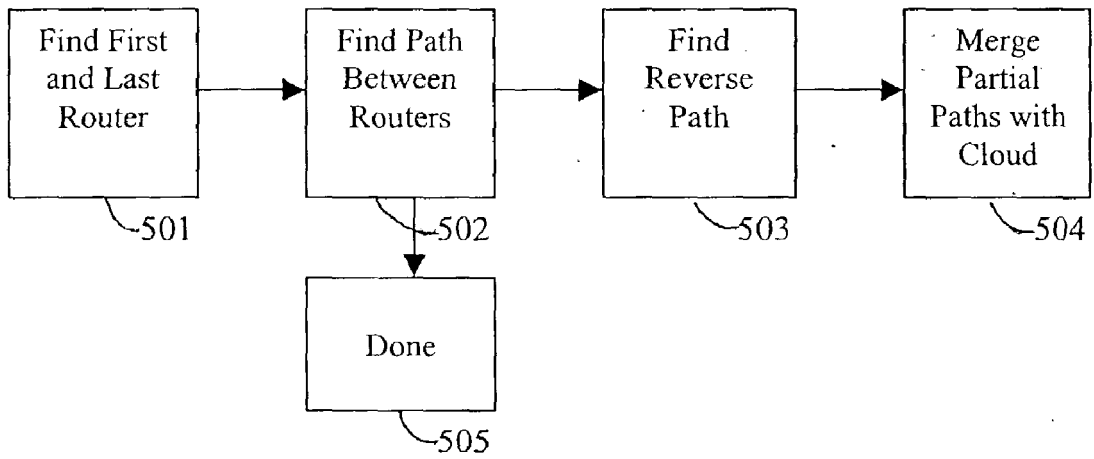 Find First
and Last
Router
501
Find Path
Between
Routers
502
Find
Reverse
Path
503
Merge
Partial
Paths with
Cloud
504
Done
505